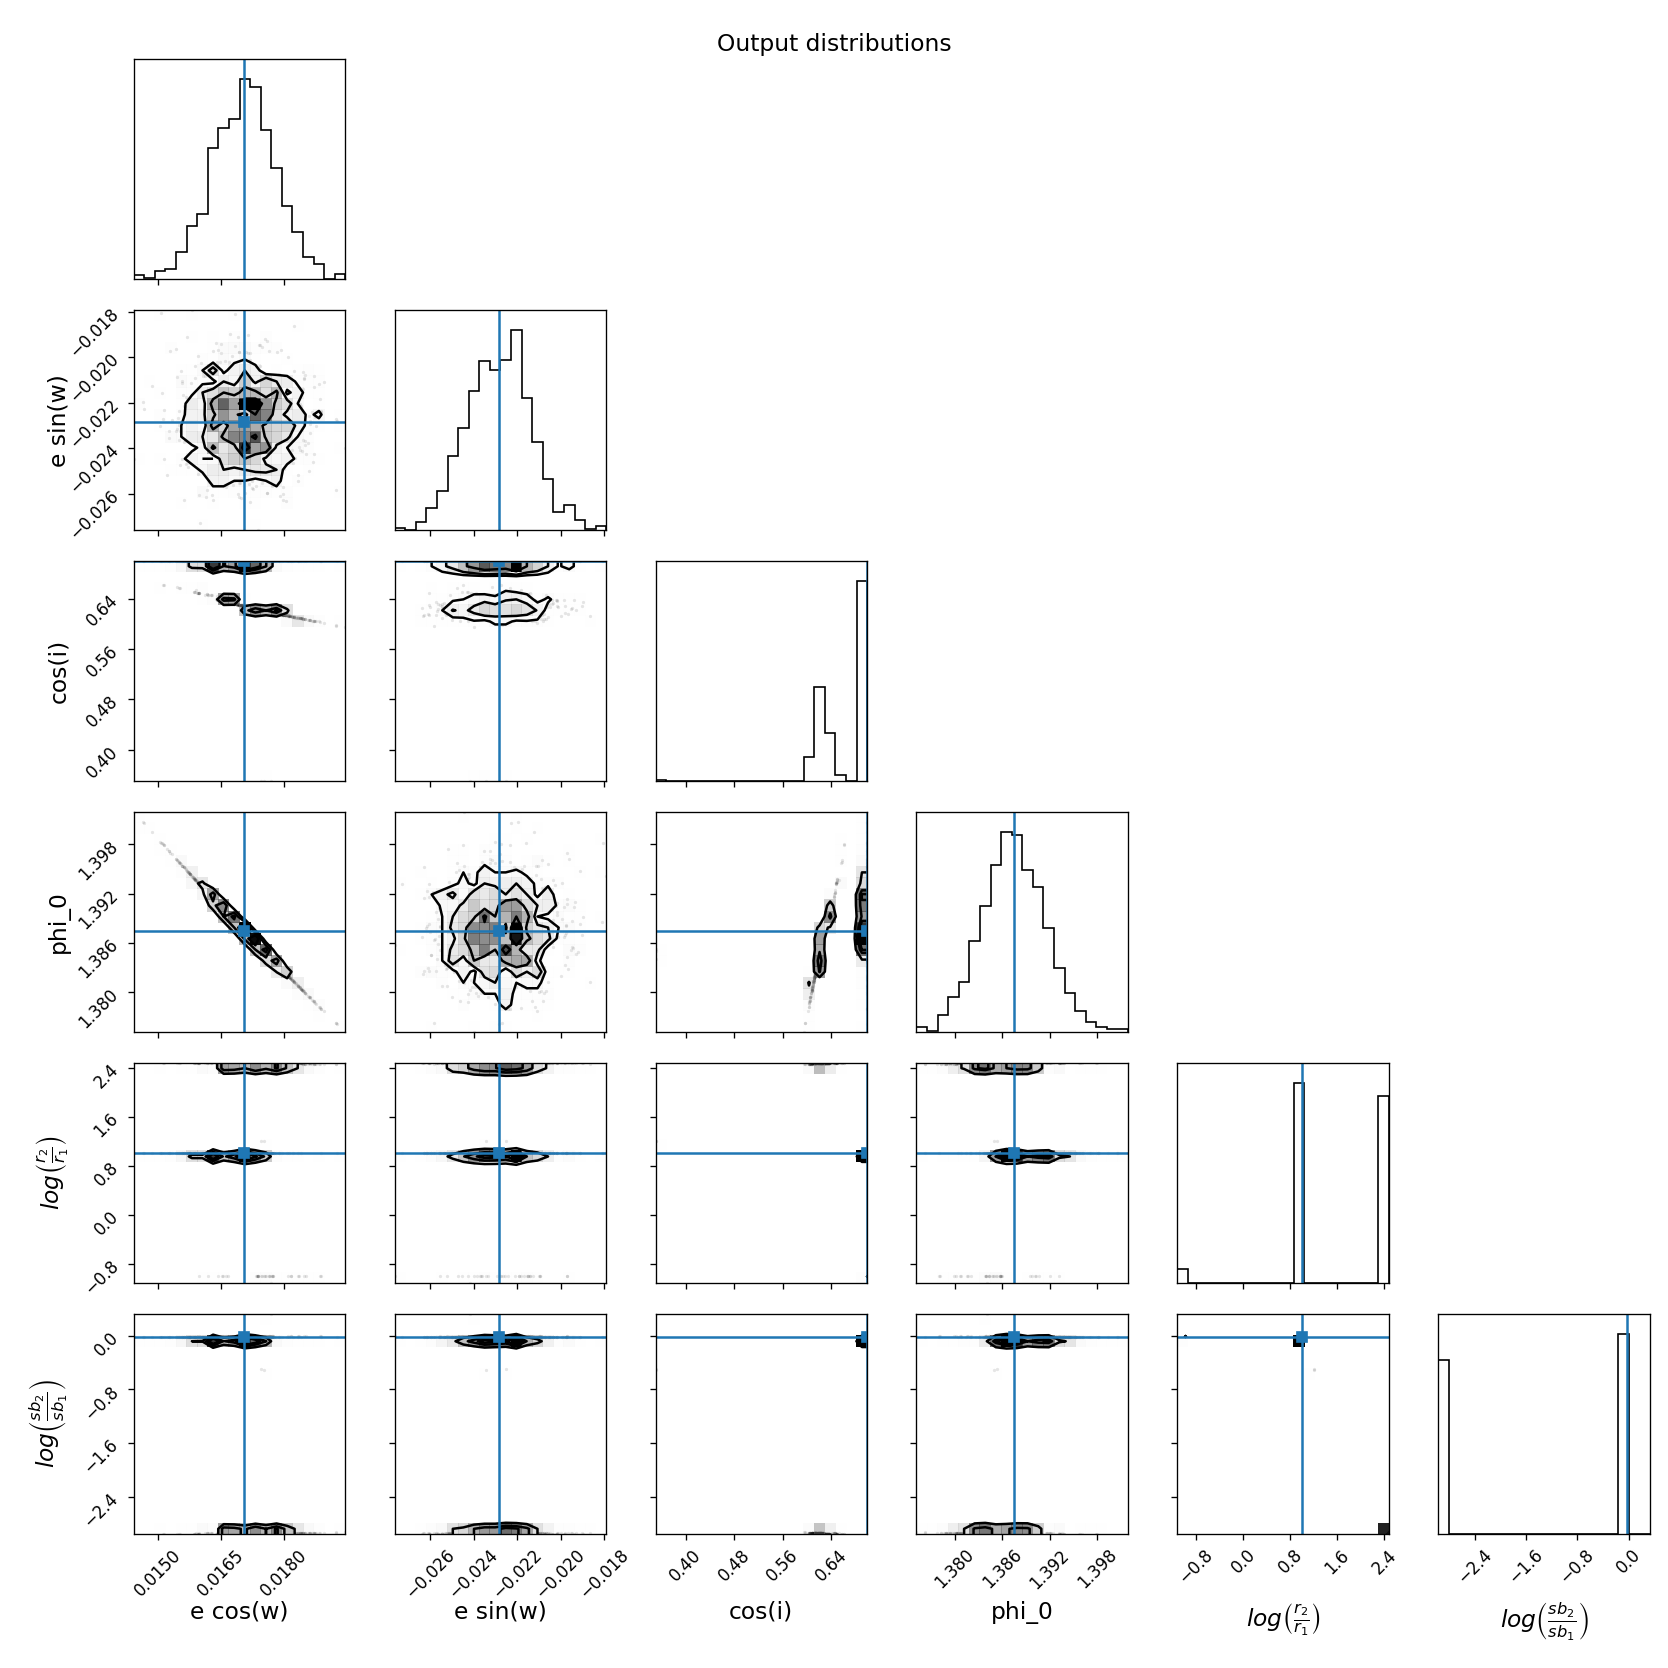 Output distributions
−0.018
−0.020
−0.022
−0.024
−0.026
e sin(w)
0.64
0.56
0.48
0.40
cos(i)
1.398
1.392
1.386
1.380
phi_0
2.4
1.6
0.8
0.0
−0.8
log(r2/r1)
0.0
−0.8
−1.6
−2.4
log(sb2/sb1)
0.0150 0.0165 0.0180
−0.026 −0.024 −0.022 −0.020 −0.018
0.40 0.48 0.56 0.64
1.380 1.386 1.392 1.398
−0.8 0.0 0.8 1.6 2.4
−2.4 −1.6 −0.8 0.0
e cos(w) e sin(w) cos(i) phi_0 log(r2/r1) log(sb2/sb1)